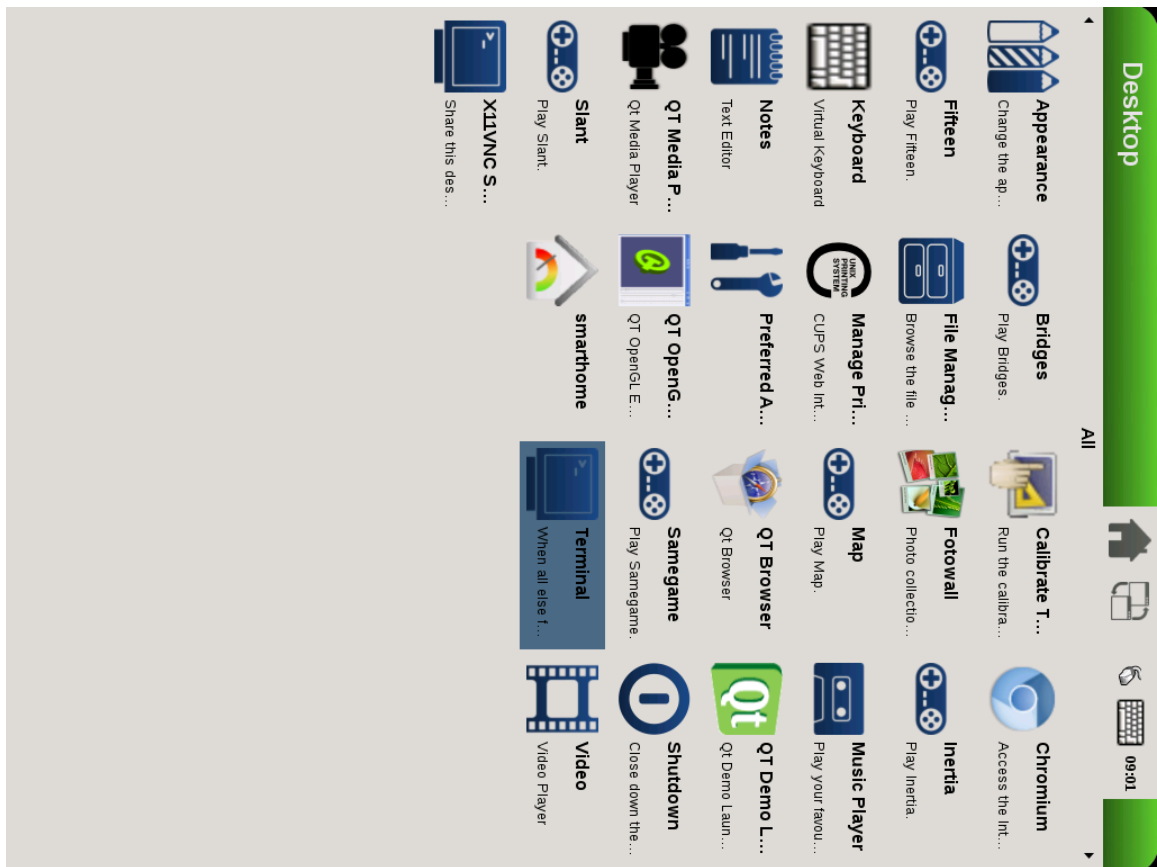 Desktop
09:01
All
Appearance
Change the ap...
Bridges
Play Bridges.
Calibrate T...
Run the calibra...
Chromium
Access the Int...
Fifteen
Play Fifteen.
File Manag...
Browse the file ...
Fotowall
Photo collectio...
Inertia
Play Inertia.
Keyboard
Virtual Keyboard
UNIX
PRINTING
SYSTEM
Manage Pri...
CUPS Web Int...
Map
Play Map.
Music Player
Play your favou...
Notes
Text Editor
Preferred A...
QT Browser
Qt Browser
Qt
QT Demo L...
Qt Demo Laun...
QT Media P...
Qt Media Player
QT OpenG...
QT OpenGL E...
Samegame
Play Samegame.
Shutdown
Close down the...
Slant
Play Slant.
smarthome
Terminal
When all else f...
Video
Video Player
X11VNC S...
Share this des...